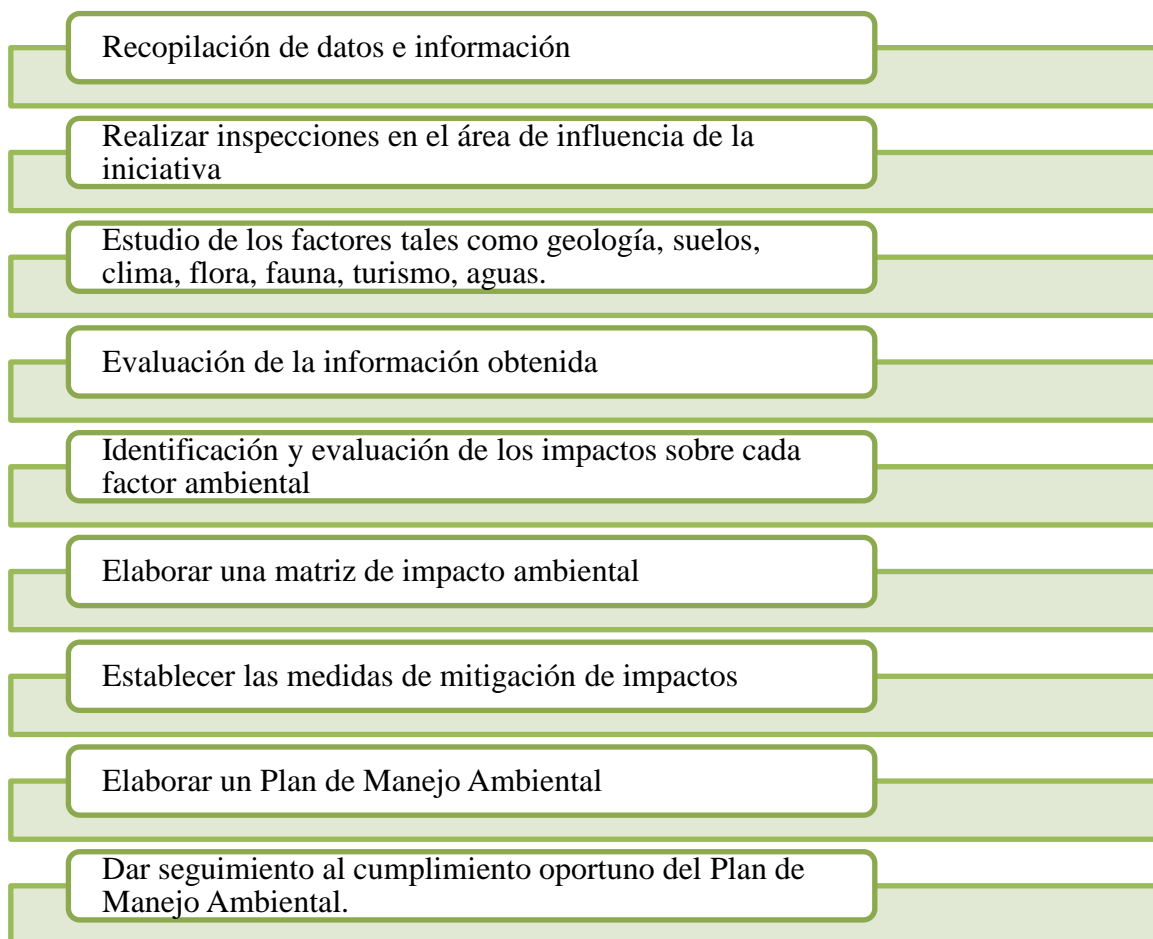 Recopilación de datos e información
Realizar inspecciones en el área de influencia de la
iniciativa
Estudio de los factores tales como geología, suelos,
clima, flora, fauna, turismo, aguas.
Evaluación de la información obtenida
Identificación y evaluación de los impactos sobre cada
factor ambiental
Elaborar una matriz de impacto ambiental
Establecer las medidas de mitigación de impactos
Elaborar un Plan de Manejo Ambiental
Dar seguimiento al cumplimiento oportuno del Plan de
Manejo Ambiental.